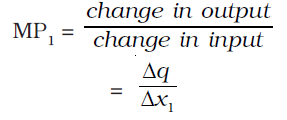 MP₁ = change in output / change in input
= Δq / Δx₁